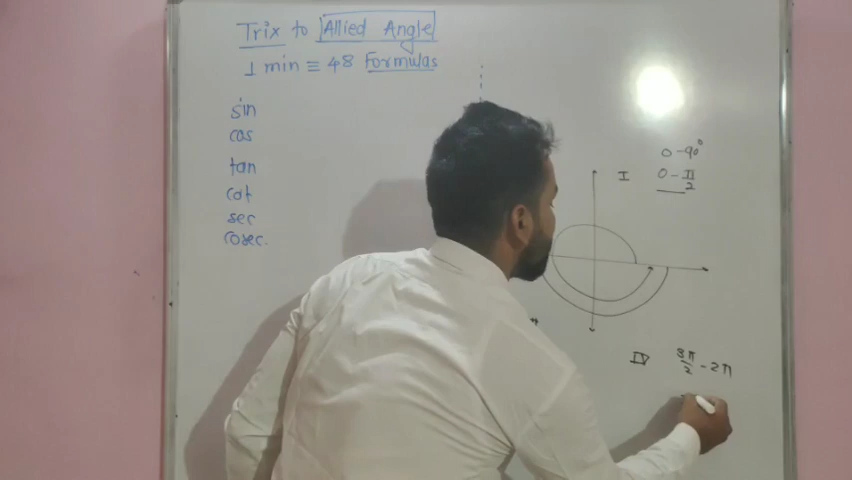 Trix to Allied Angle
1 min ≡ 48 Formulas
sin
cos
tan
cot
sec
cosec.
0-90°
I 0 - π/2
IV 3π/2 - 2π